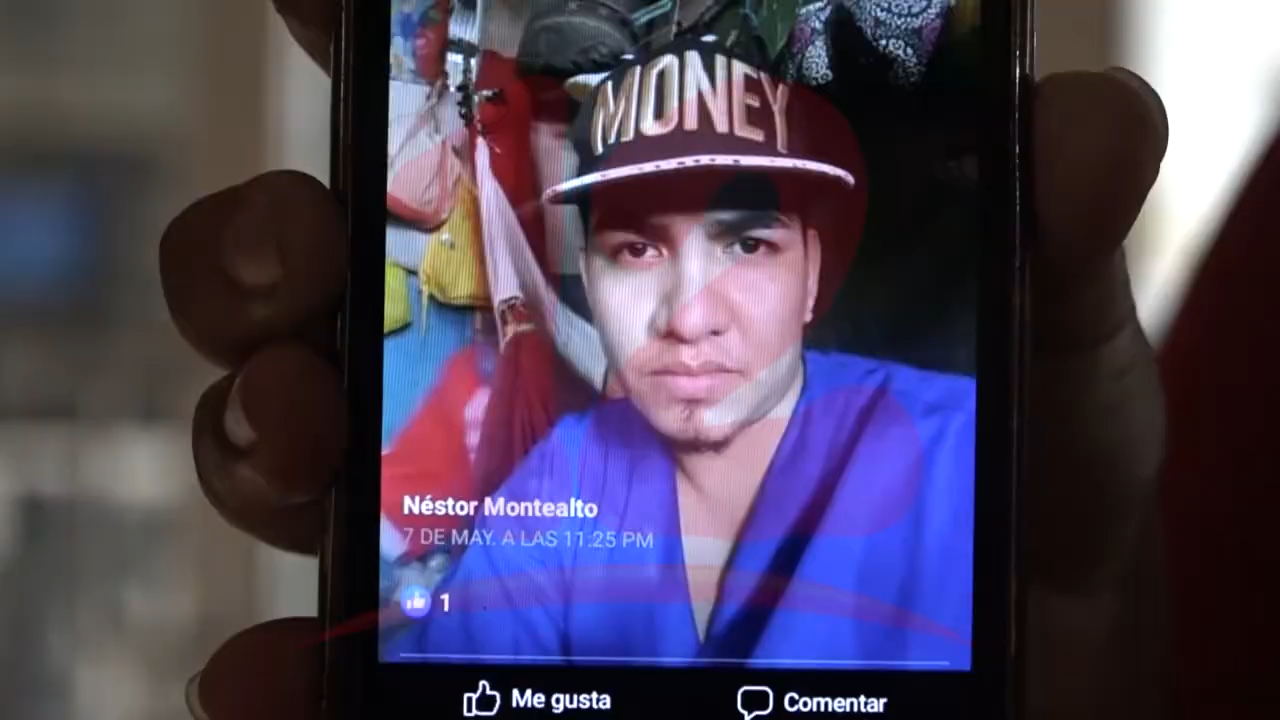 MONEY
Néstor Montealto
7 DE MAY. A LAS 11:25 PM
1
Me gusta
Comentar